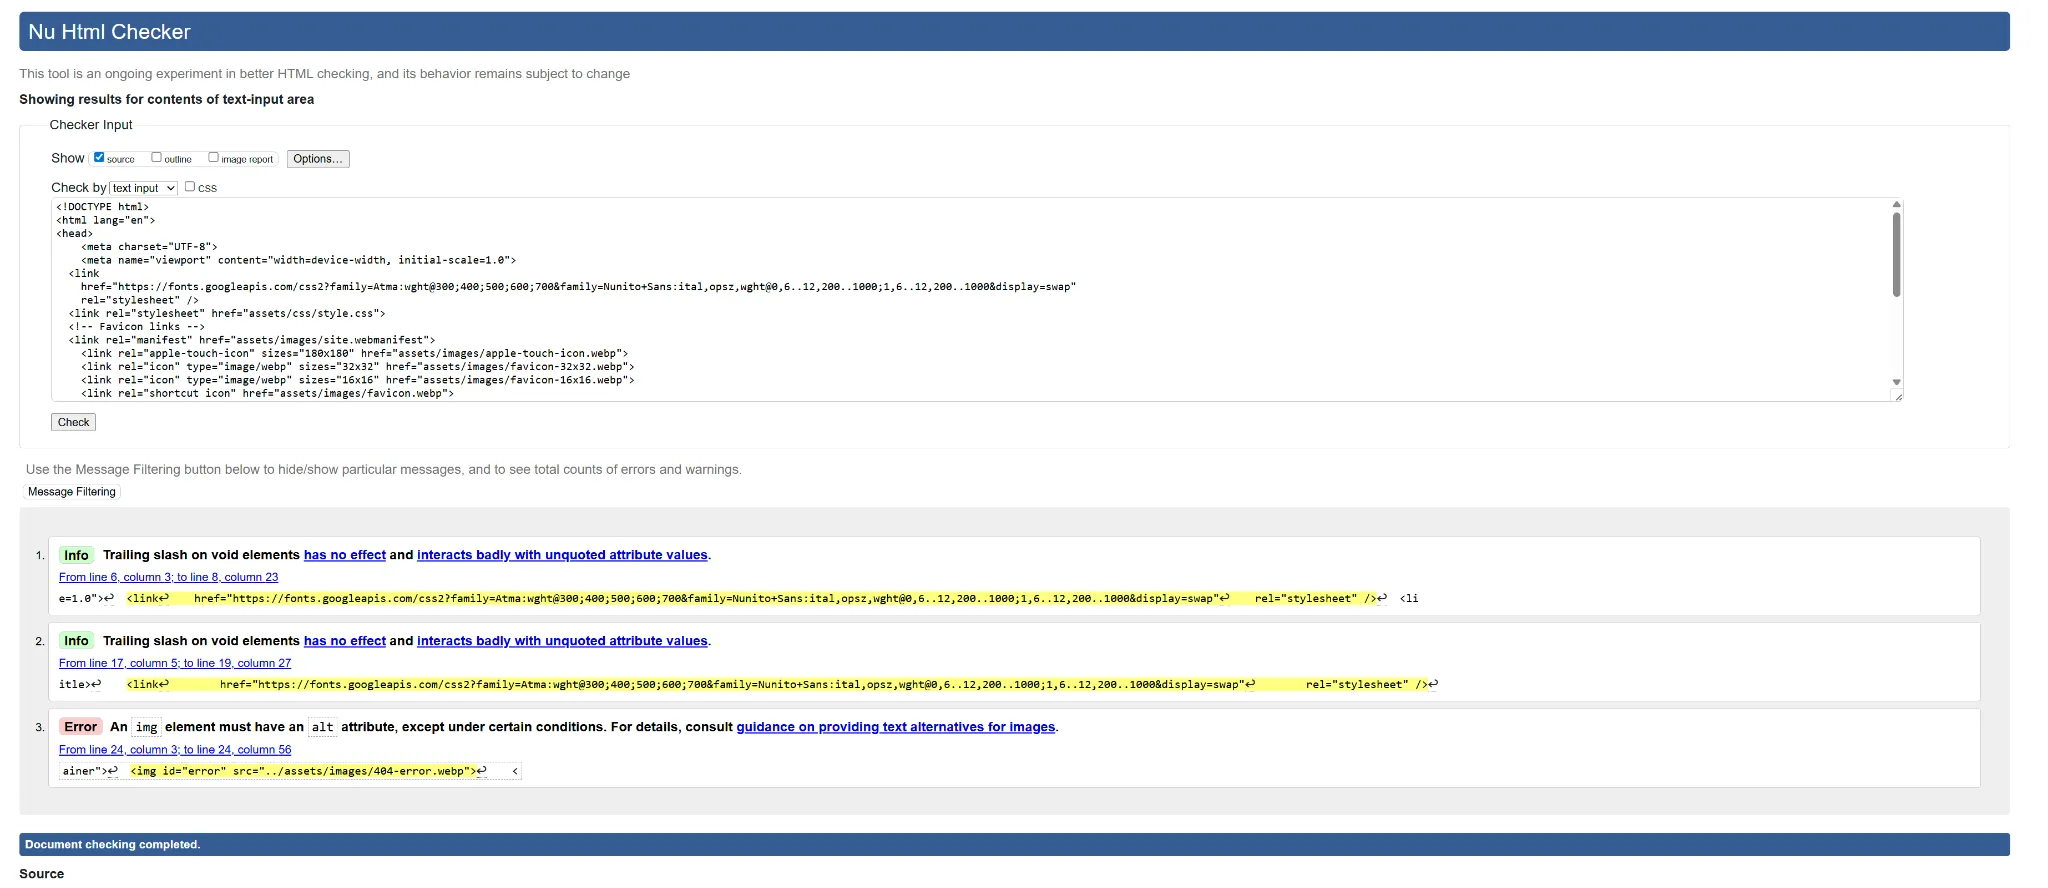 Nu Html Checker
This tool is an ongoing experiment in better HTML checking, and its behavior remains subject to change
Showing results for contents of text-input area
Checker Input
Show source outline image report Options...
Check by text input css
<!DOCTYPE html>
<html lang="en">
<head>
    <meta charset="UTF-8">
    <meta name="viewport" content="width=device-width, initial-scale=1.0">
  <link
    href="https://fonts.googleapis.com/css2?family=Atma:wght@300;400;500;600;700&family=Nunito+Sans:ital,opsz,wght@0,6..12,200..1000;1,6..12,200..1000&display=swap"
    rel="stylesheet" />
  <link rel="stylesheet" href="assets/css/style.css">
  <!-- Favicon links -->
  <link rel="manifest" href="assets/images/site.webmanifest">
    <link rel="apple-touch-icon" sizes="180x180" href="assets/images/apple-touch-icon.webp">
    <link rel="icon" type="image/webp" sizes="32x32" href="assets/images/favicon-32x32.webp">
    <link rel="icon" type="image/webp" sizes="16x16" href="assets/images/favicon-16x16.webp">
    <link rel="shortcut icon" href="assets/images/favicon.webp">
Check
Use the Message Filtering button below to hide/show particular messages, and to see total counts of errors and warnings.
Message Filtering
1. Info Trailing slash on void elements has no effect and interacts badly with unquoted attribute values.
From line 6, column 3; to line 8, column 23
e=1.0">↩  <link↩    href="https://fonts.googleapis.com/css2?family=Atma:wght@300;400;500;600;700&family=Nunito+Sans:ital,opsz,wght@0,6..12,200..1000;1,6..12,200..1000&display=swap"↩    rel="stylesheet" />↩  <li
2. Info Trailing slash on void elements has no effect and interacts badly with unquoted attribute values.
From line 17, column 5; to line 19, column 27
itle>↩    <link↩        href="https://fonts.googleapis.com/css2?family=Atma:wght@300;400;500;600;700&family=Nunito+Sans:ital,opsz,wght@0,6..12,200..1000;1,6..12,200..1000&display=swap"↩        rel="stylesheet" />↩
3. Error An img element must have an alt attribute, except under certain conditions. For details, consult guidance on providing text alternatives for images.
From line 24, column 3; to line 24, column 56
ainer">↩  <img id="error" src="../assets/images/404-error.webp">↩    <
Document checking completed.
Source